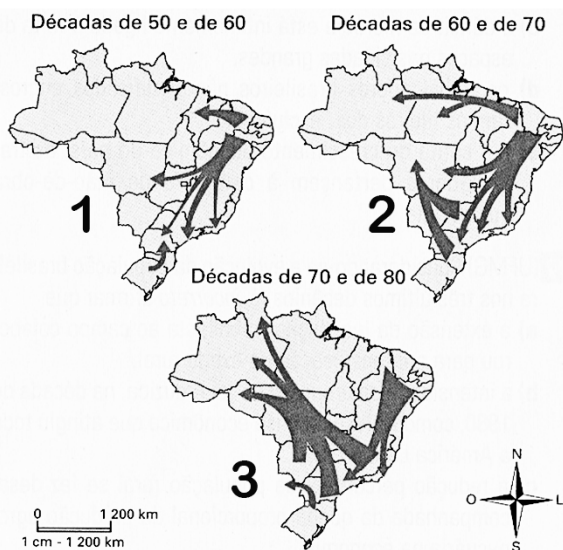 Décadas de 50 e de 60
Décadas de 60 e de 70
1
2
Décadas de 70 e de 80
3
N
O
L
S
0
1 200 km
1 cm - 1 200 km